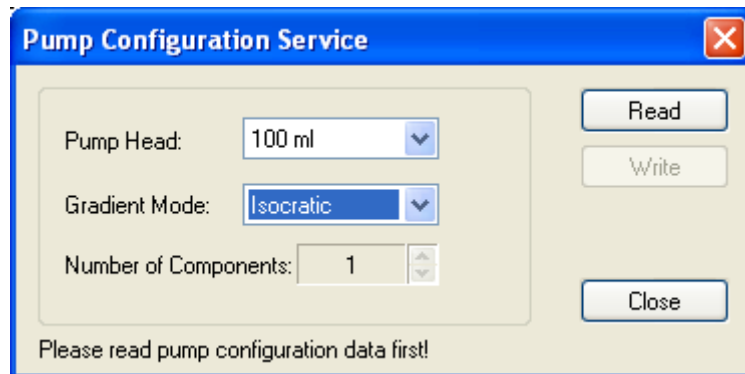 Pump Configuration Service
Pump Head: 100 ml
Read
Write
Gradient Mode: Isocratic
Number of Components: 1
Close
Please read pump configuration data first!